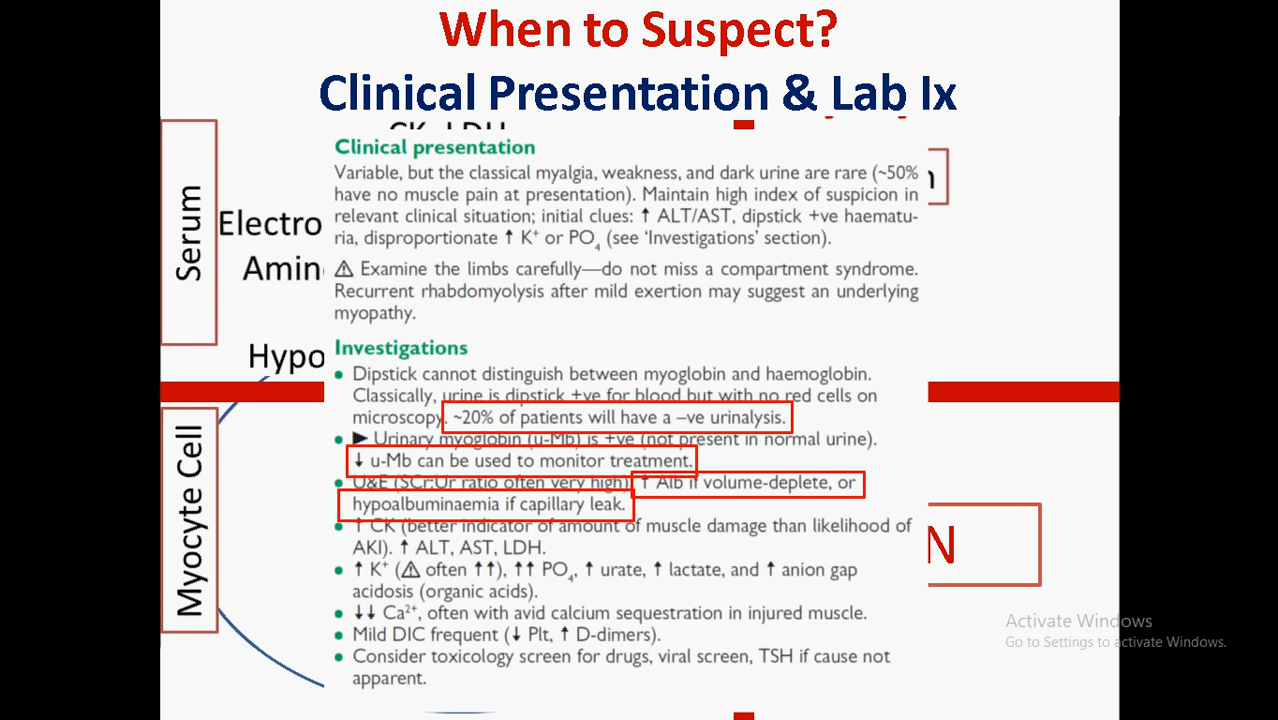 When to Suspect?
Clinical Presentation & Lab Ix
Serum
Electro
Amin
Hypo
Myocyte Cell
N
Clinical presentation
Variable, but the classical myalgia, weakness, and dark urine are rare (~50%
have no muscle pain at presentation). Maintain high index of suspicion in
relevant clinical situation; initial clues: ↑ ALT/AST, dipstick +ve haematu-
ria, disproportionate ↑ K⁺ or PO₄ (see ‘Investigations’ section).
⚠ Examine the limbs carefully—do not miss a compartment syndrome.
Recurrent rhabdomyolysis after mild exertion may suggest an underlying
myopathy.
Investigations
● Dipstick cannot distinguish between myoglobin and haemoglobin.
Classically, urine is dipstick +ve for blood but with no red cells on
microscopy. ~20% of patients will have a –ve urinalysis.
● ► Urinary myoglobin (u-Mb) is +ve (not present in normal urine).
↓ u-Mb can be used to monitor treatment.
● U&E (SCr:Ur ratio often very high). ↑ Alb if volume-deplete, or
hypoalbuminaemia if capillary leak.
● ↑ CK (better indicator of amount of muscle damage than likelihood of
AKI). ↑ ALT, AST, LDH.
● ↑ K⁺ (⚠ often ↑↑), ↑↑ PO₄, ↑ urate, ↑ lactate, and ↑ anion gap
acidosis (organic acids).
● ↓↓ Ca²⁺, often with avid calcium sequestration in injured muscle.
● Mild DIC frequent (↓ Plt, ↑ D-dimers).
● Consider toxicology screen for drugs, viral screen, TSH if cause not
apparent.
Activate Windows
Go to Settings to activate Windows.